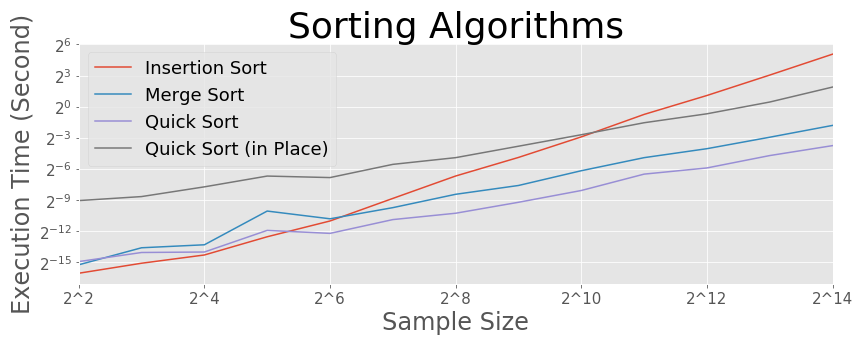 Sorting Algorithms
Execution Time (Second)
2^6
2^3
2^0
2^-3
2^-6
2^-9
2^-12
2^-15
Insertion Sort
Merge Sort
Quick Sort
Quick Sort (in Place)
2^2 2^4 2^6 2^8 2^10 2^12 2^14
Sample Size